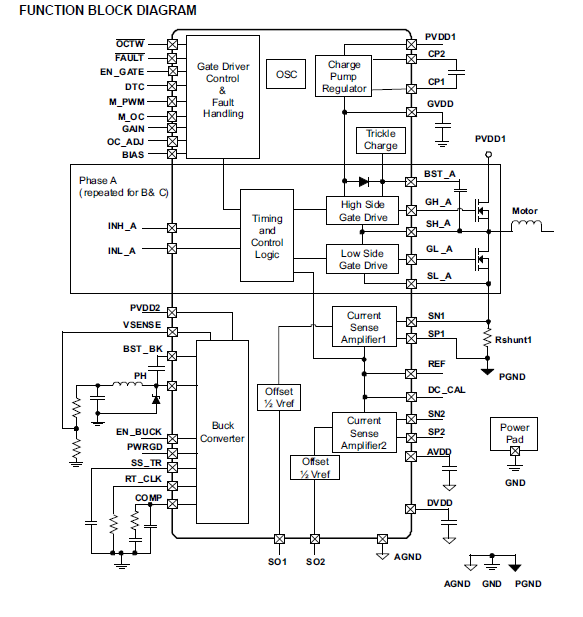 FUNCTION BLOCK DIAGRAM
OCTW
FAULT
EN_GATE
DTC
M_PWM
M_OC
GAIN
OC_ADJ
BIAS
Gate Driver
Control
&
Fault
Handling
OSC
Charge
Pump
Regulator
PVDD1
CP2
CP1
GVDD
Trickle
Charge
PVDD1
Phase A
(repeated for B& C)
INH_A
INL_A
Timing
and
Control
Logic
High Side
Gate Drive
Low Side
Gate Drive
BST_A
GH_A
SH_A
GL_A
SL_A
Motor
PVDD2
VSENSE
BST_BK
PH
EN_BUCK
PWRGD
SS_TR
RT_CLK
COMP
Buck
Converter
Offset
½ Vref
Current
Sense
Amplifier1
Current
Sense
Amplifier2
Offset
½ Vref
SN1
SP1
REF
DC_CAL
SN2
SP2
AVDD
DVDD
Rshunt1
PGND
Power
Pad
GND
SO1
SO2
AGND
AGND
GND
PGND